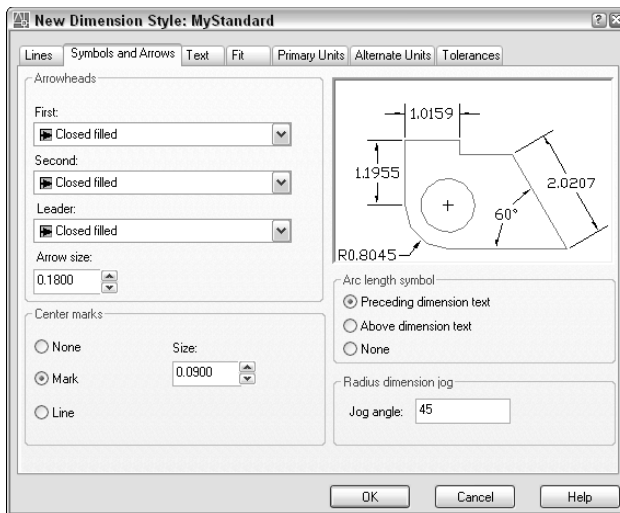 New Dimension Style: MyStandard
Lines
Symbols and Arrows
Text
Fit
Primary Units
Alternate Units
Tolerances
Arrowheads
First:
Closed filled
Second:
Closed filled
Leader:
Closed filled
Arrow size:
0.1800
Center marks
None
Mark
Line
Size:
0.0900
1.0159
1.1955
2.0207
60°
R0.8045
Arc length symbol
Preceding dimension text
Above dimension text
None
Radius dimension jog
Jog angle: 45
OK
Cancel
Help